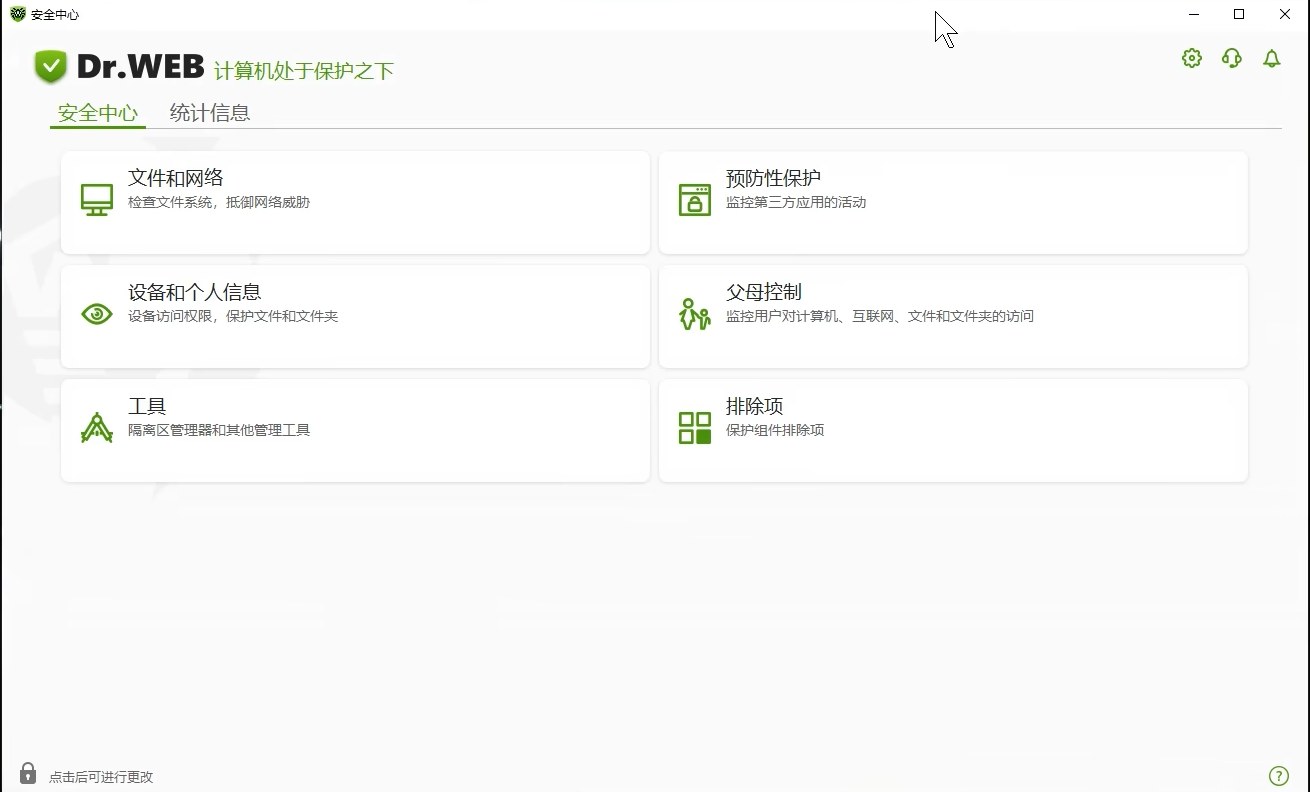 安全中心
Dr.WEB 计算机处于保护之下
安全中心 统计信息
文件和网络
检查文件系统，抵御网络威胁
预防性保护
监控第三方应用的活动
设备和个人信息
设备访问权限，保护文件和文件夹
父母控制
监控用户对计算机、互联网、文件和文件夹的访问
工具
隔离区管理器和其他管理工具
排除项
保护组件排除项
点击后可进行更改
?